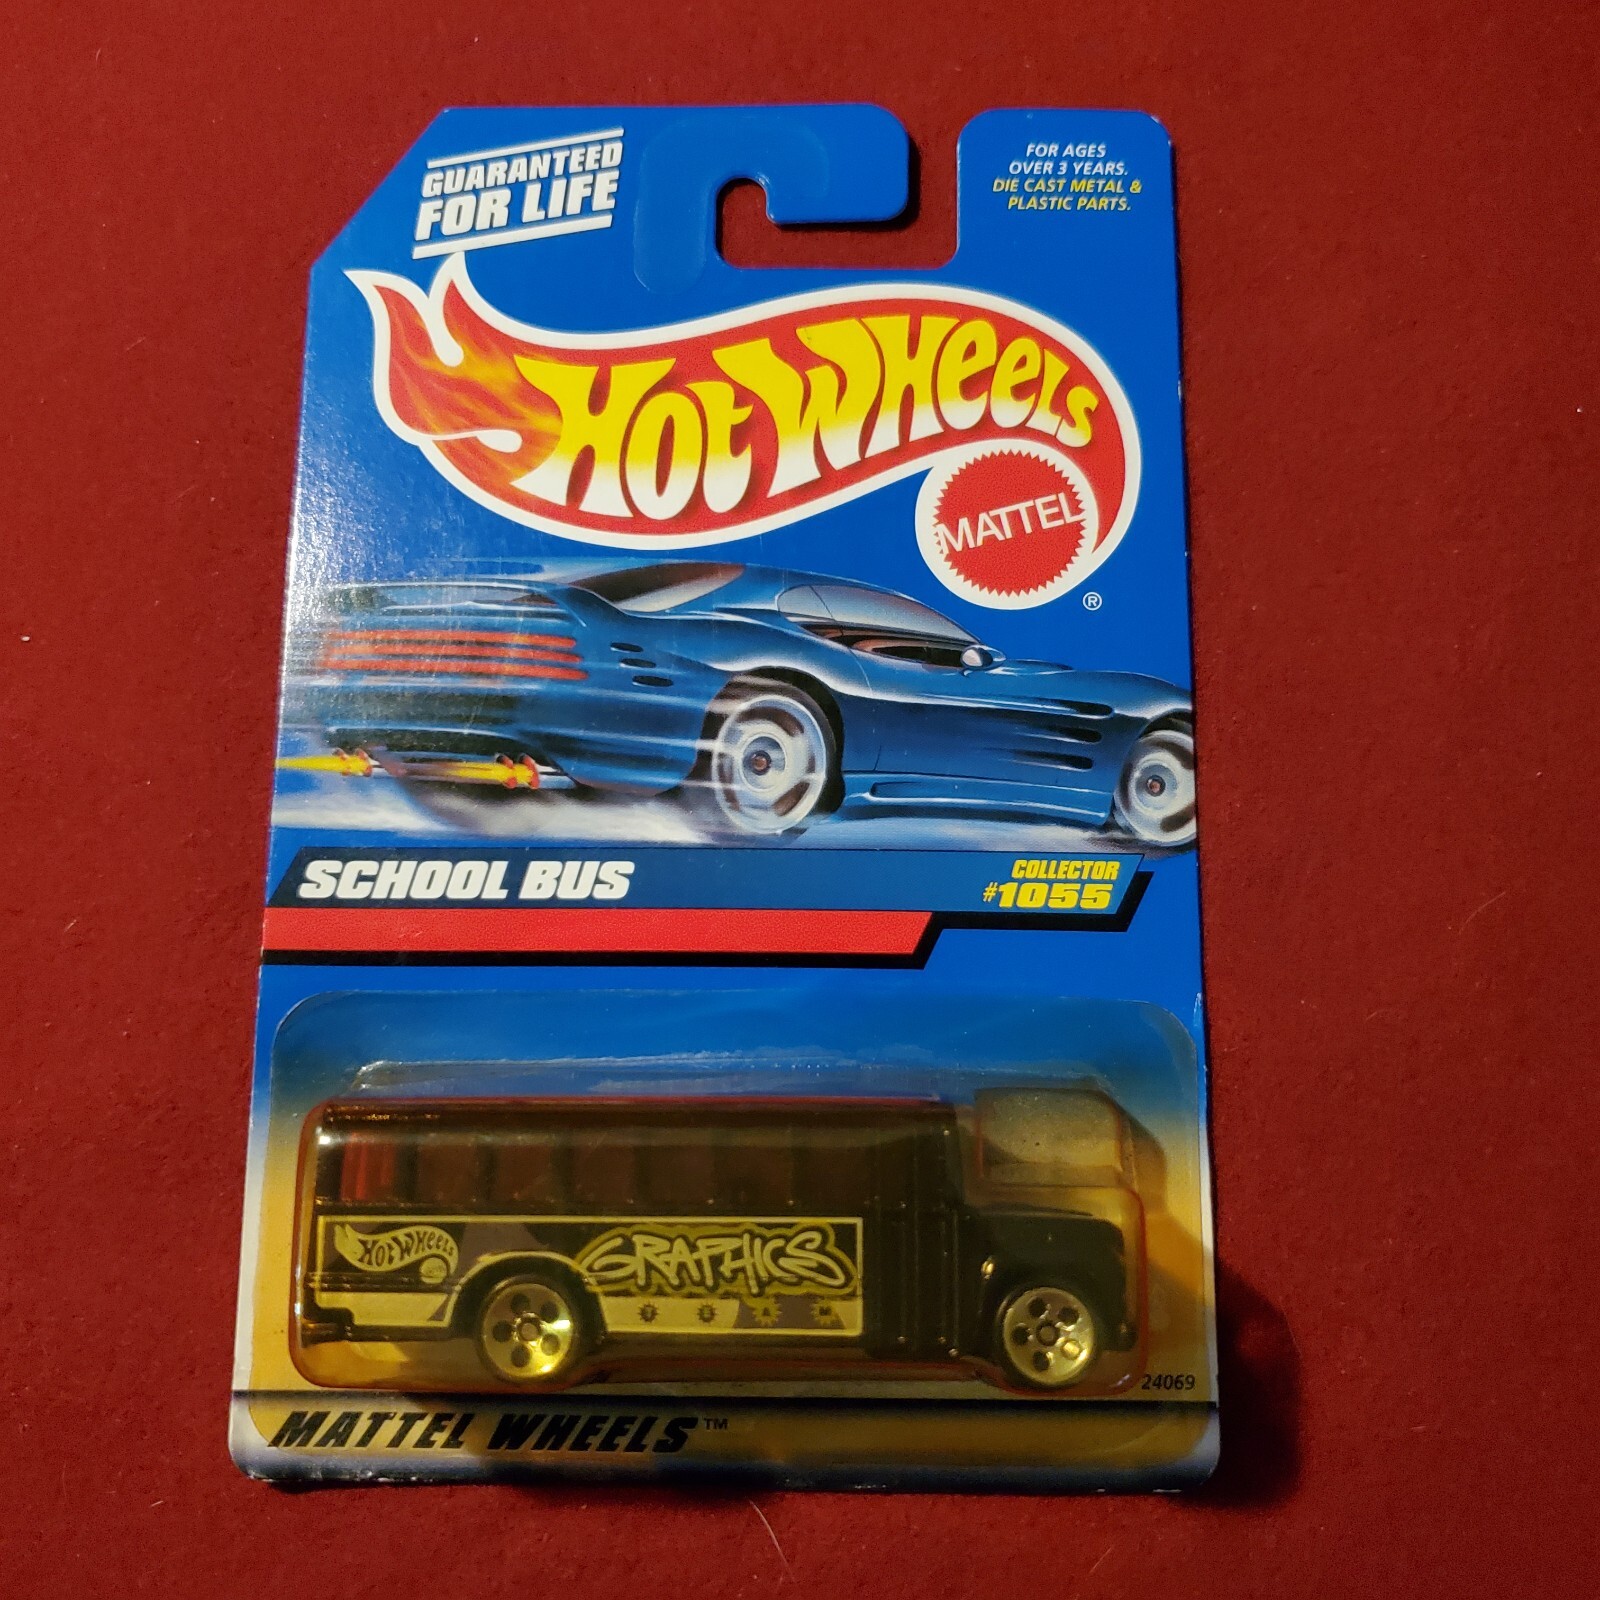 GUARANTEED
FOR LIFE
FOR AGES
OVER 3 YEARS.
DIE CAST METAL &
PLASTIC PARTS.
HOT WHEELS
MATTEL
®
SCHOOL BUS
COLLECTOR
#1055
HOT WHEELS
GRAPHICS
T E A M
24069
MATTEL WHEELS™